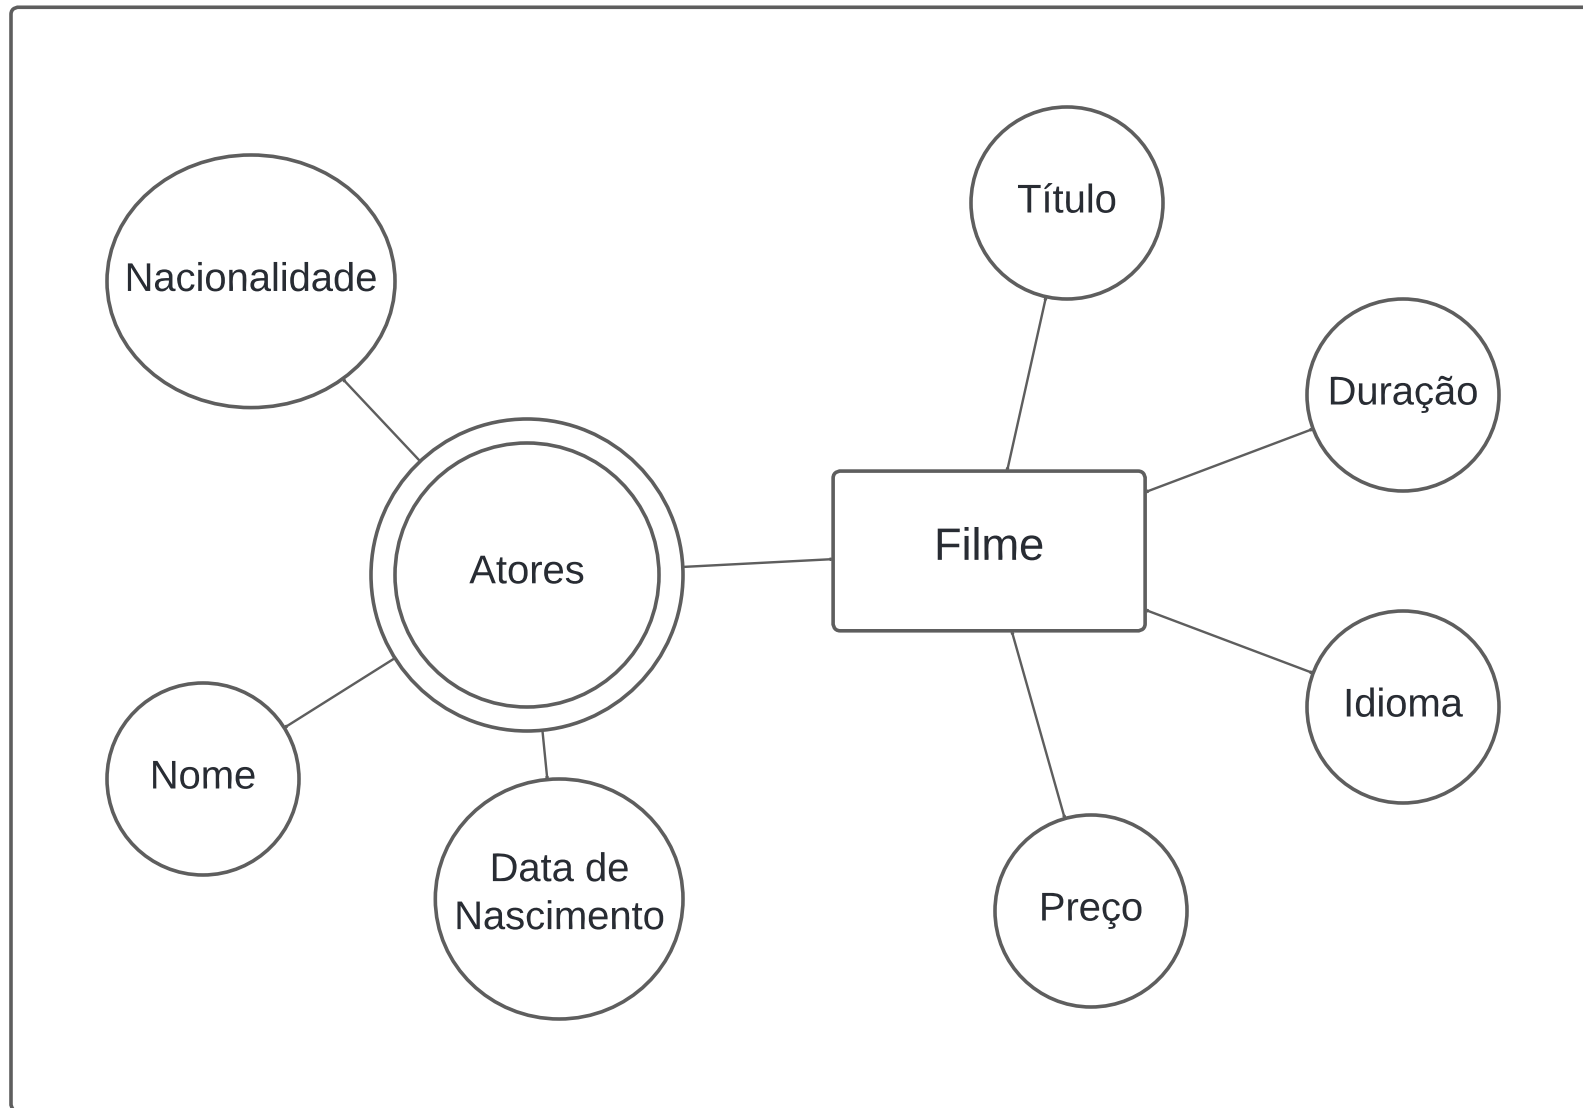 Título
Nacionalidade
Duração
Filme
Atores
Idioma
Nome
Data de
Nascimento
Preço